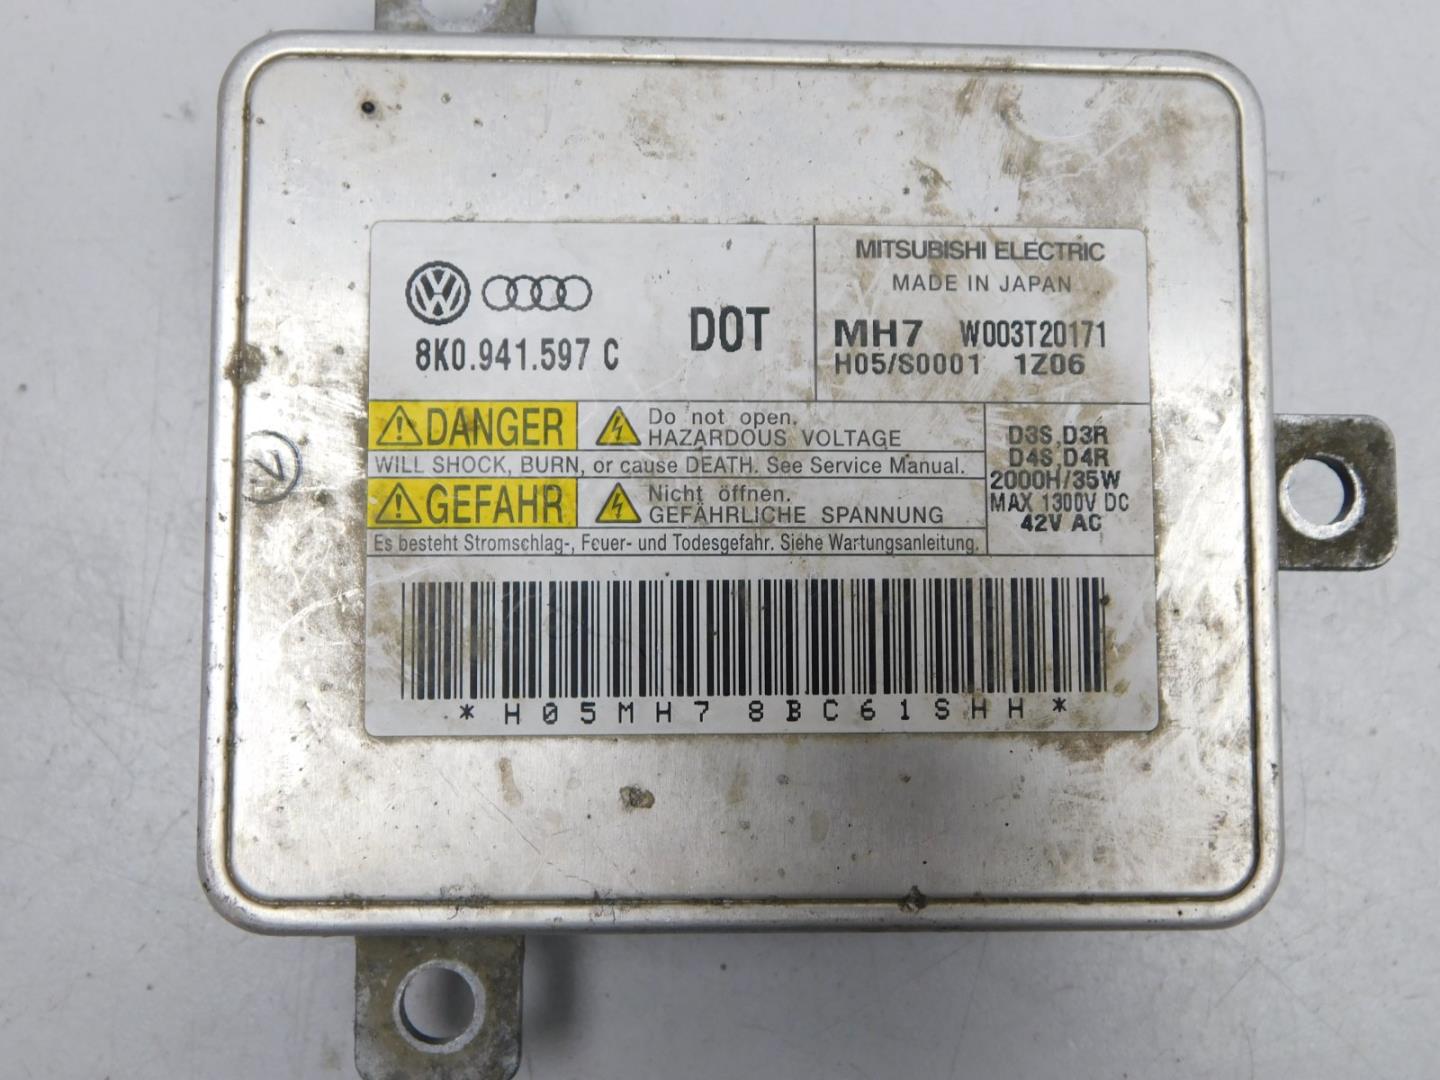 8K0.941.597 C
DOT
MITSUBISHI ELECTRIC
MADE IN JAPAN
MH7 W003T20171
H05/S0001 1Z06
DANGER
Do not open.
HAZARDOUS VOLTAGE
WILL SHOCK, BURN, or cause DEATH. See Service Manual.
GEFAHR
Nicht öffnen.
GEFÄHRLICHE SPANNUNG
Es besteht Stromschlag-, Feuer- und Todesgefahr. Siehe Wartungsanleitung.
D3S,D3R
D4S,D4R
2000H/35W
MAX 1300V DC
42V AC
*H05MH78BC61SHH*